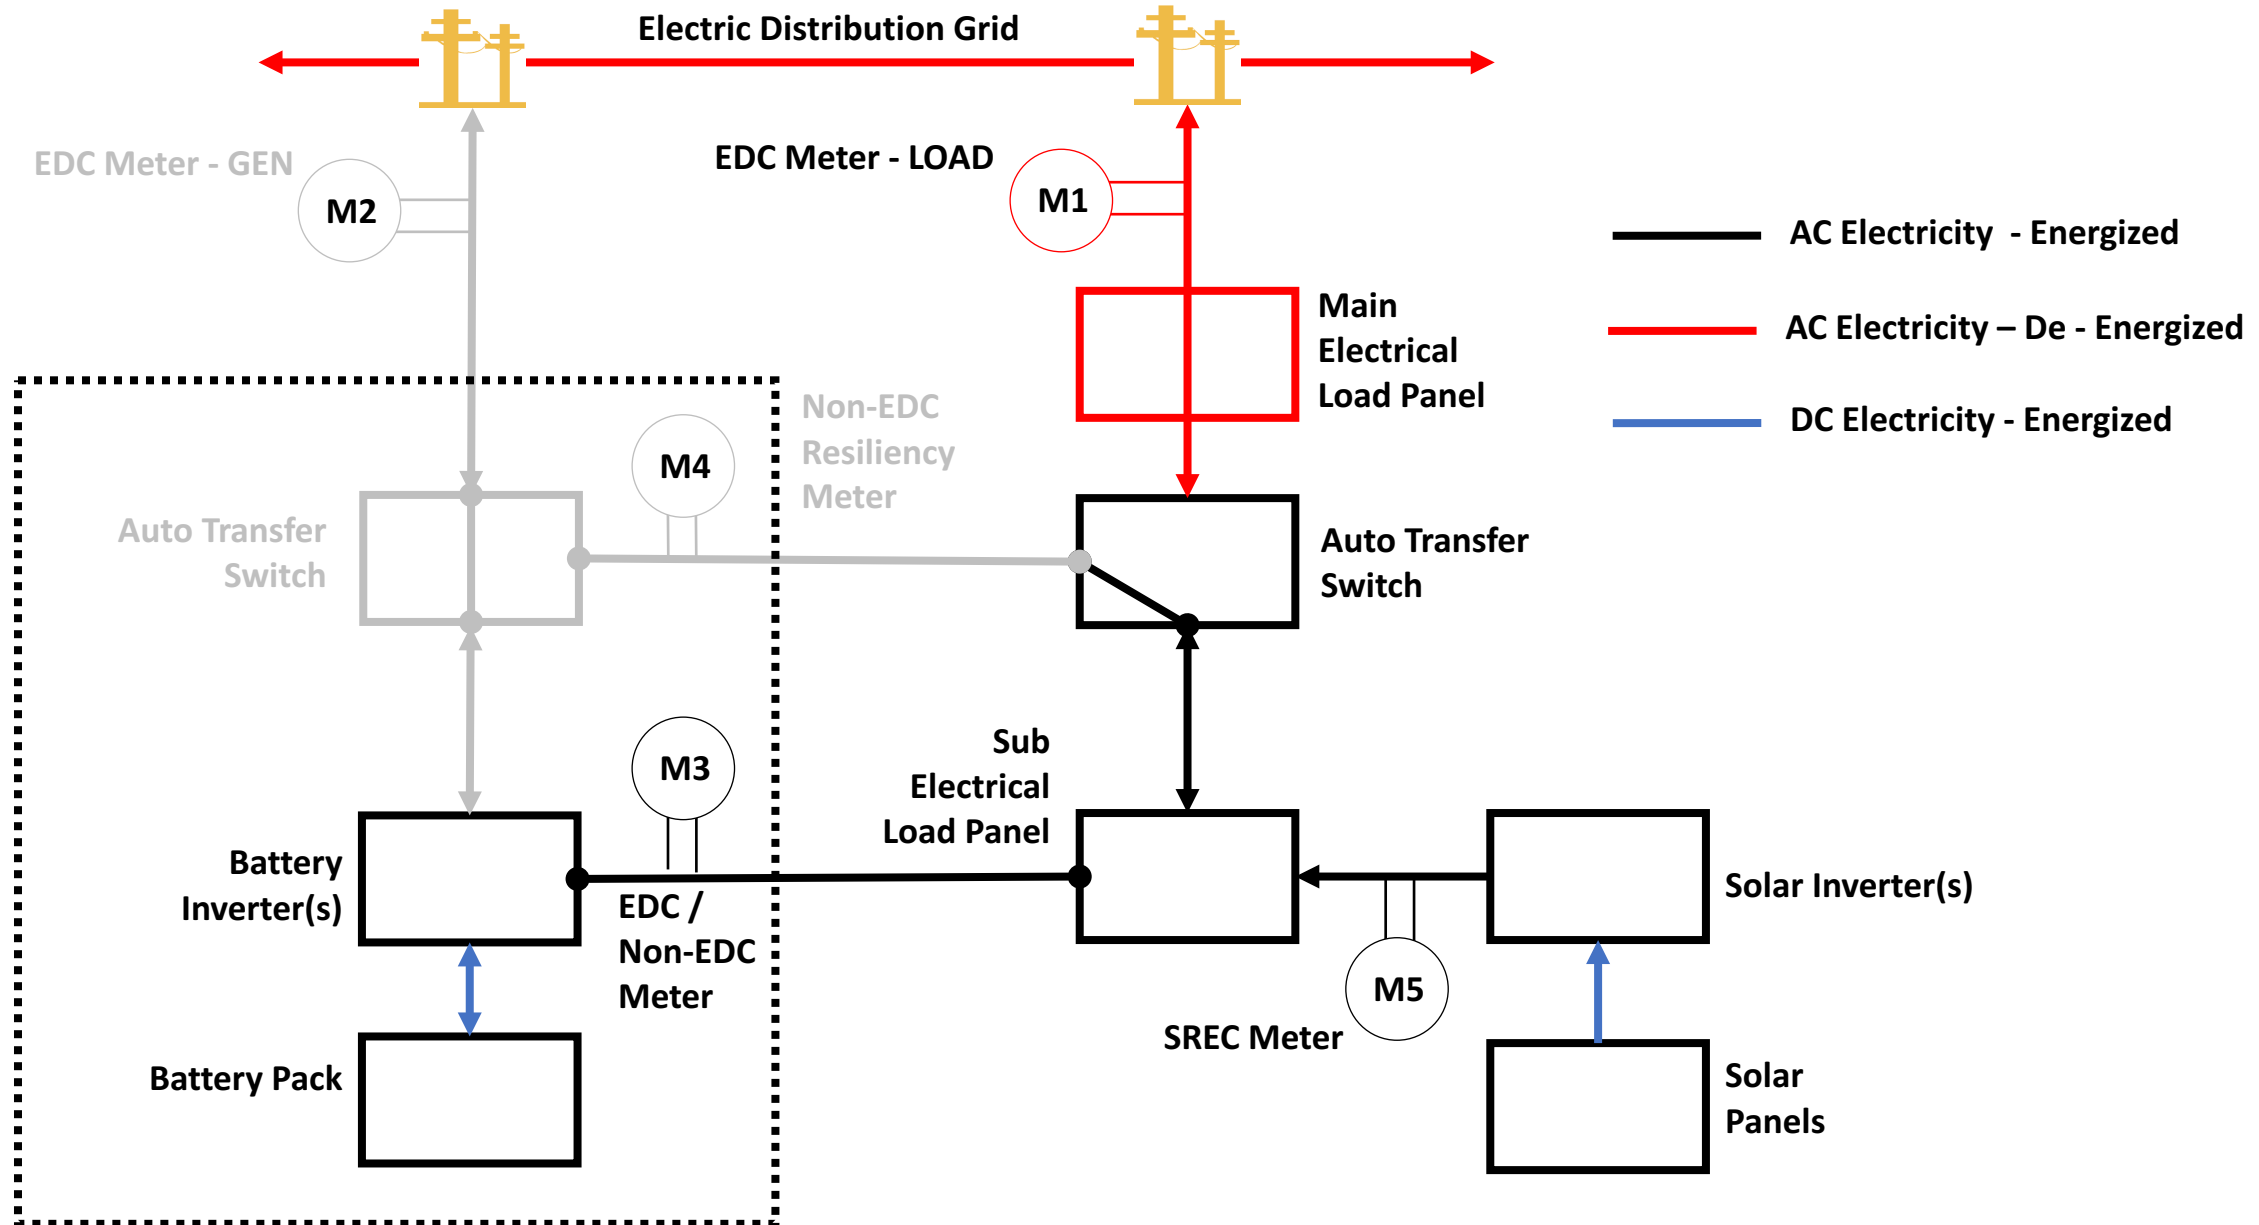 Electric Distribution Grid
EDC Meter - GEN
M2
EDC Meter - LOAD
M1
AC Electricity  - Energized
AC Electricity – De - Energized
DC Electricity - Energized
Main
Electrical
Load Panel
Non-EDC
Resiliency
Meter
M4
Auto Transfer
Switch
Auto Transfer
Switch
M3
Sub
Electrical
Load Panel
Battery
Inverter(s)
EDC /
Non-EDC
Meter
Solar Inverter(s)
M5
SREC Meter
Battery Pack
Solar
Panels